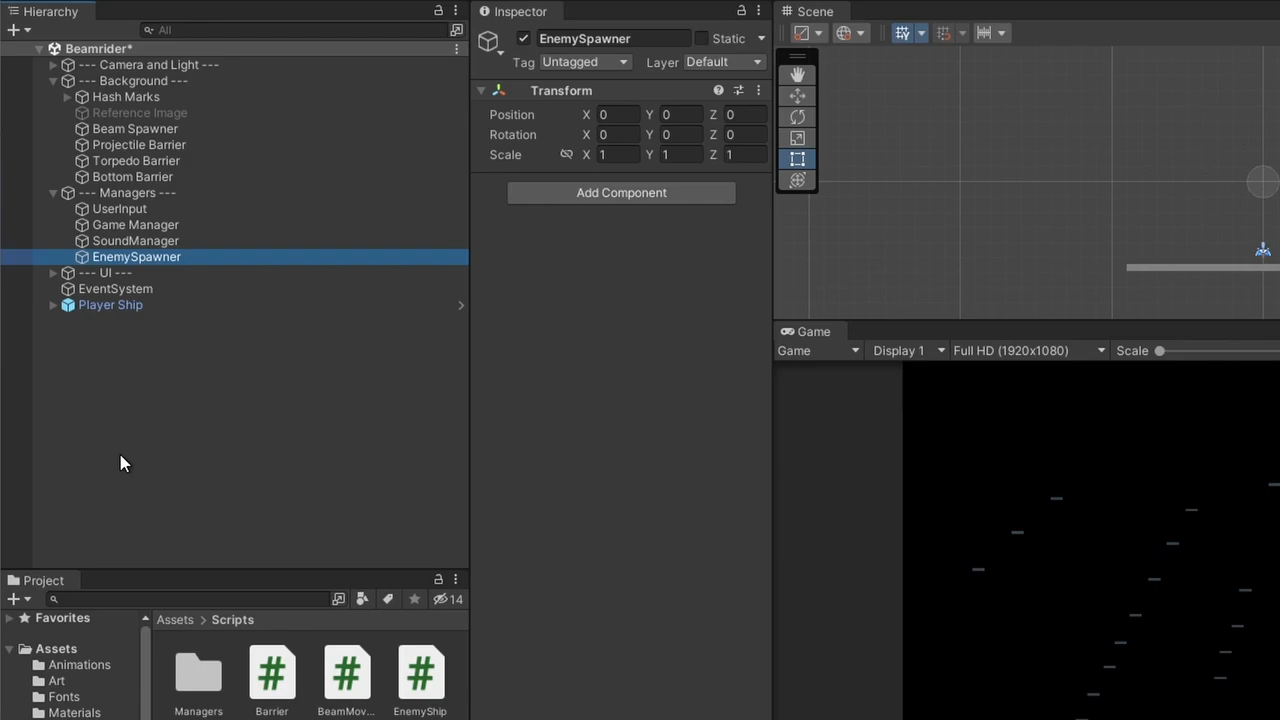 Hierarchy
All
Beamrider*
--- Camera and Light ---
--- Background ---
Hash Marks
Reference Image
Beam Spawner
Projectile Barrier
Torpedo Barrier
Bottom Barrier
--- Managers ---
UserInput
Game Manager
SoundManager
EnemySpawner
--- UI ---
EventSystem
Player Ship
Project
14
Favorites
Assets
Animations
Art
Fonts
Materials
Assets > Scripts
Managers
Barrier
BeamMov...
EnemyShip
Inspector
EnemySpawner
Static
Tag Untagged Layer Default
Transform
Position X 0 Y 0 Z 0
Rotation X 0 Y 0 Z 0
Scale X 1 Y 1 Z 1
Add Component
Scene
Game
Game Display 1 Full HD (1920x1080) Scale